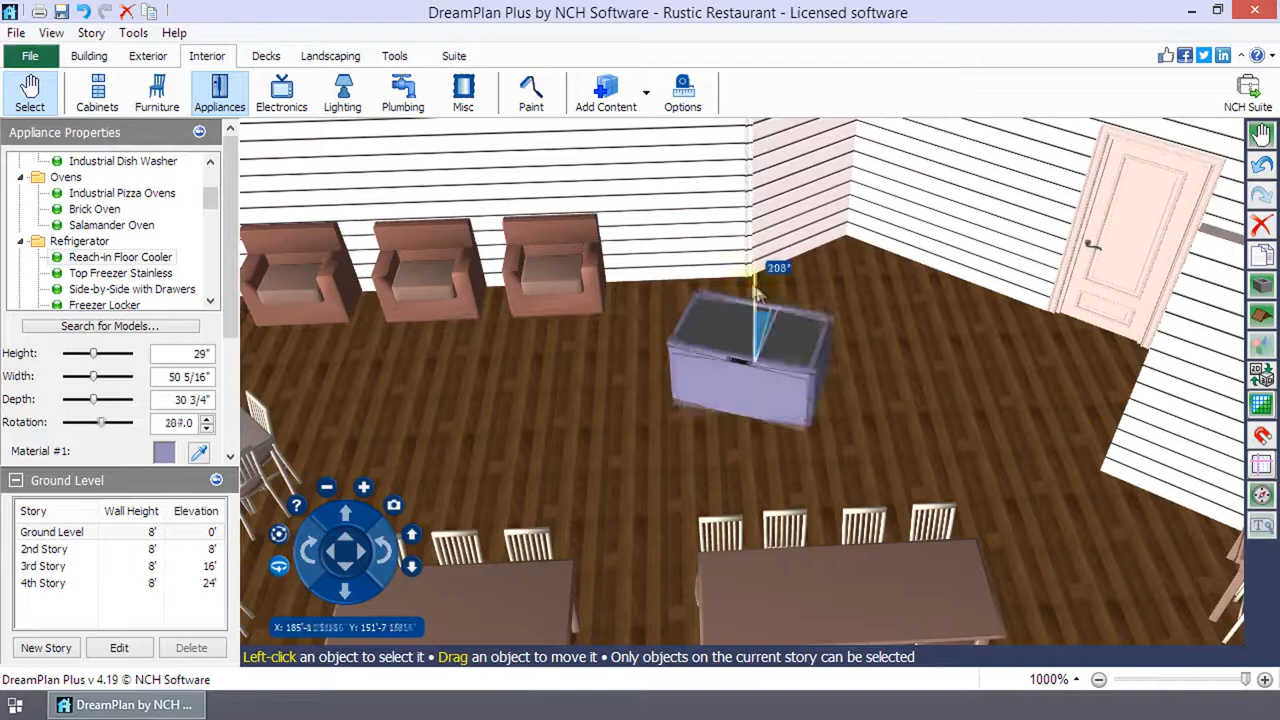 DreamPlan Plus by NCH Software - Rustic Restaurant - Licensed software
File View Story Tools Help
File Building Exterior Interior Decks Landscaping Tools Suite
Select Cabinets Furniture Appliances Electronics Lighting Plumbing Misc Paint Add Content Options NCH Suite
Appliance Properties
Industrial Dish Washer
Ovens
Industrial Pizza Ovens
Brick Oven
Salamander Oven
Refrigerator
Reach-in Floor Cooler
Top Freezer Stainless
Side-by-Side with Drawers
Freezer Locker
Search for Models...
Height: 29"
Width: 50 5/16"
Depth: 30 3/4"
Rotation:
Material #1:
208°
Ground Level
Story Wall Height Elevation
Ground Level 8' 0'
2nd Story 8' 8'
3rd Story 8' 16'
4th Story 8' 24'
New Story Edit Delete
Left-click an object to select it • Drag an object to move it • Only objects on the current story can be selected
DreamPlan Plus v 4.19 © NCH Software
1000%
DreamPlan by NCH ...